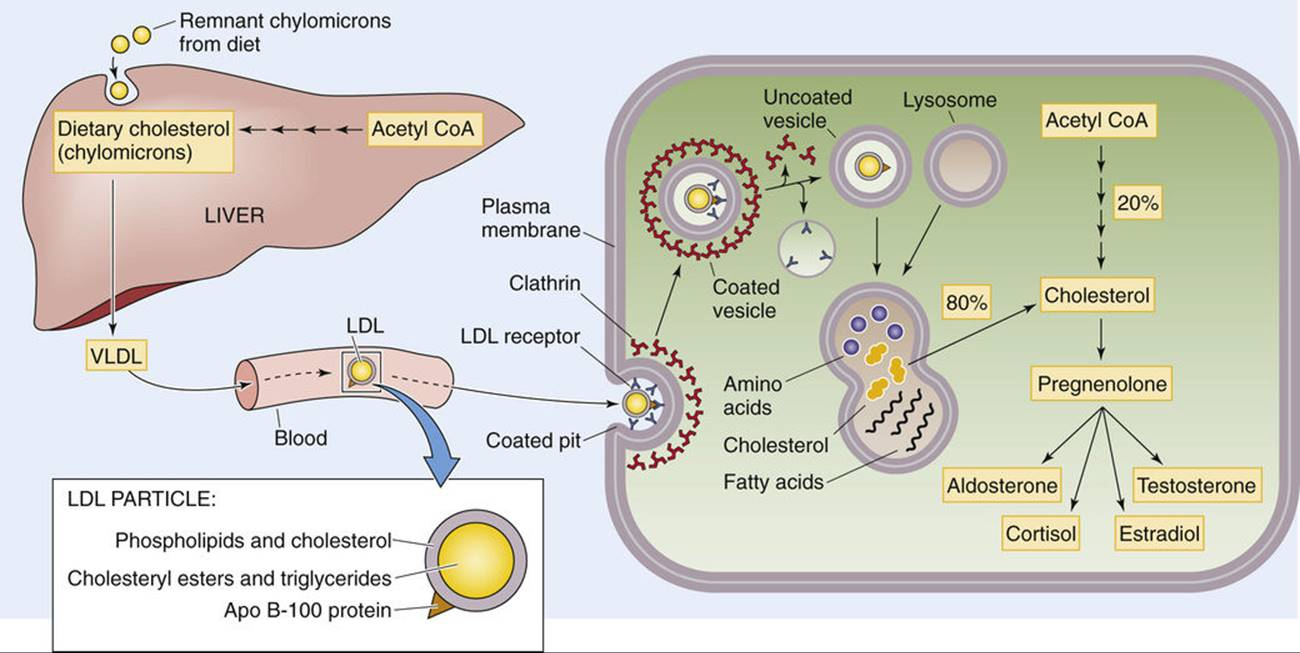 Remnant chylomicrons
from diet
Dietary cholesterol
(chylomicrons)
Acetyl CoA
LIVER
VLDL
LDL
Blood
LDL PARTICLE:
Phospholipids and cholesterol
Cholesteryl esters and triglycerides
Apo B-100 protein
Plasma
membrane
Clathrin
LDL receptor
Coated pit
Uncoated
vesicle
Lysosome
Coated
vesicle
Amino
acids
Cholesterol
Fatty acids
80%
Acetyl CoA
20%
Cholesterol
Pregnenolone
Aldosterone
Testosterone
Cortisol
Estradiol